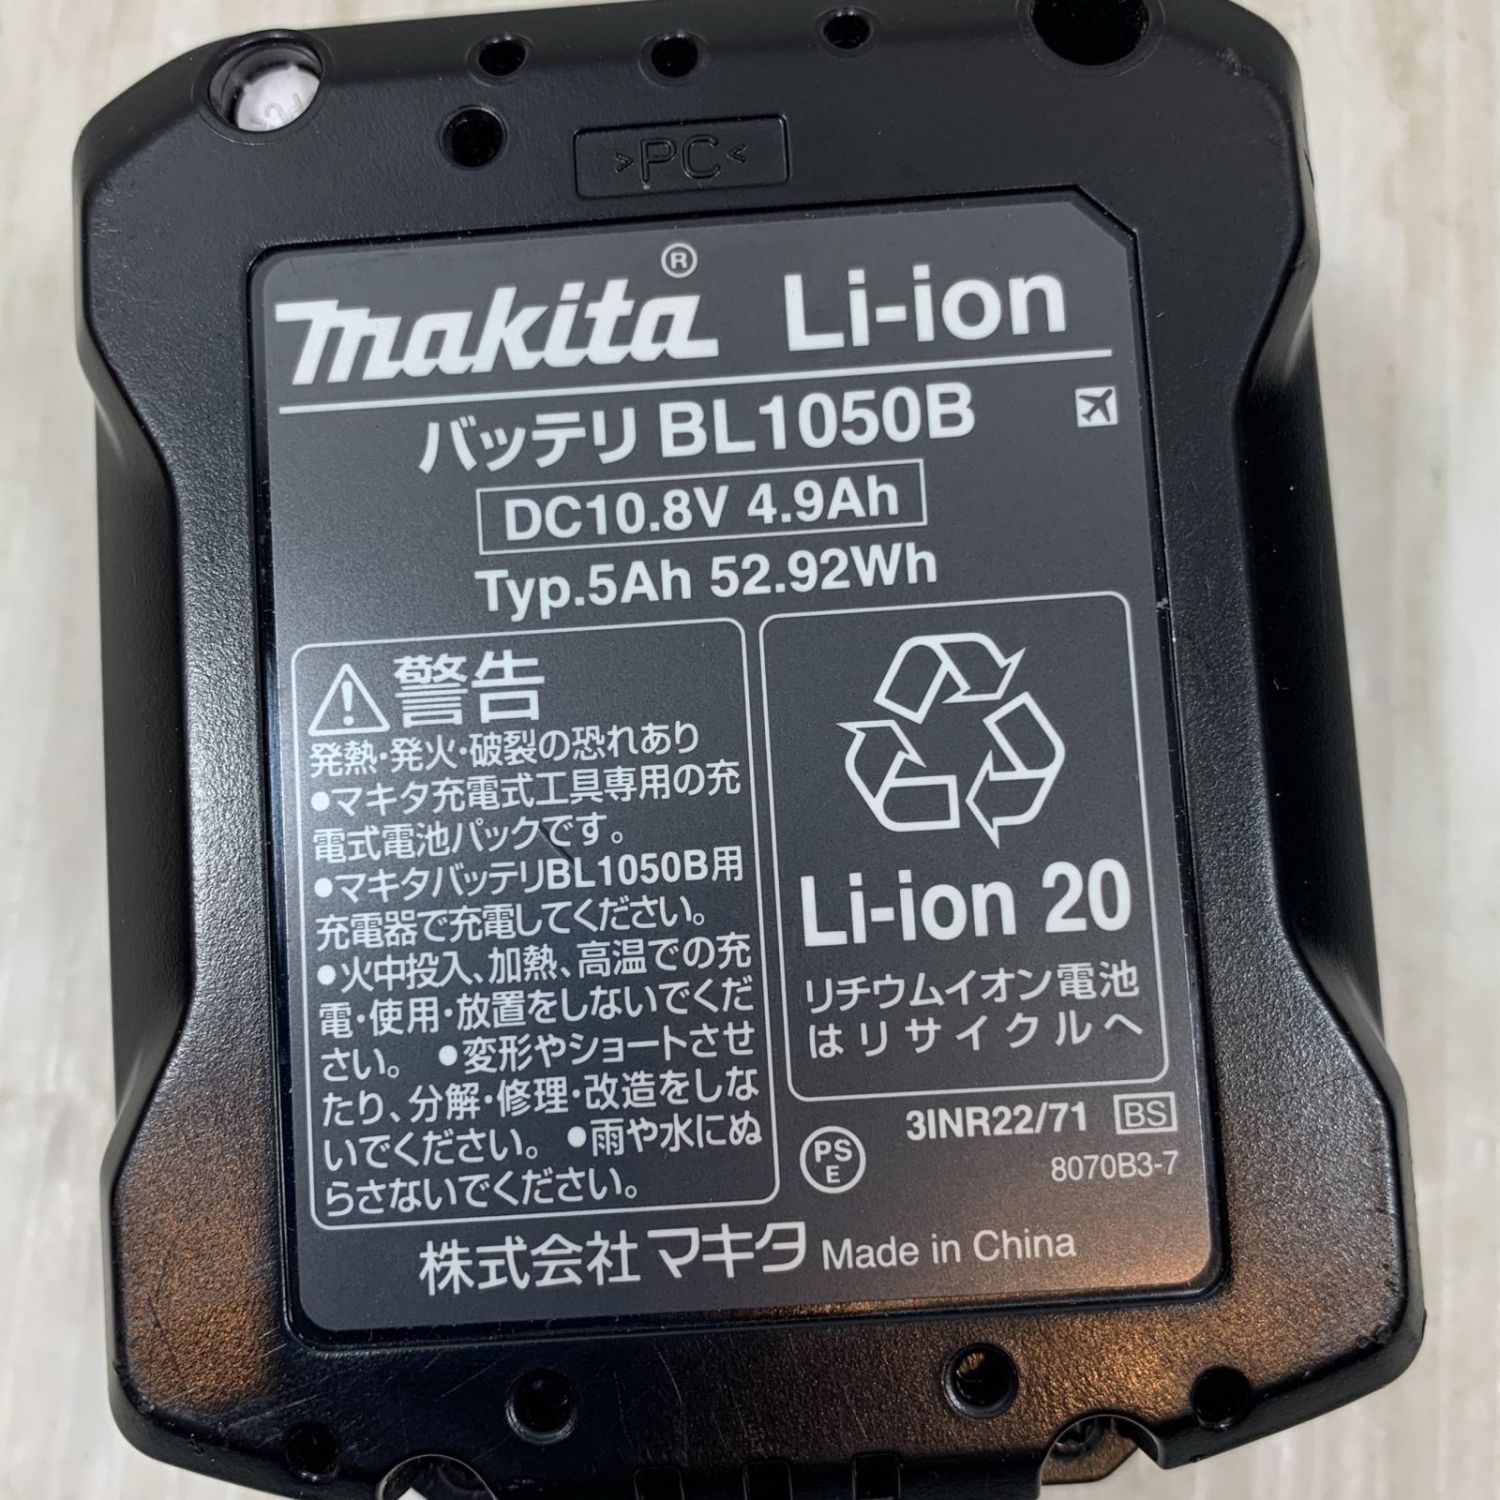 >PC<
makita® Li-ion
バッテリ BL1050B
DC10.8V 4.9Ah
Typ.5Ah 52.92Wh
警告
発熱・発火・破裂の恐れあり
●マキタ充電式工具専用の充
電式電池パックです。
●マキタバッテリBL1050B用
充電器で充電してください。
●火中投入、加熱、高温での充
電・使用・放置をしないでくだ
さい。 ●変形やショートさせ
たり、分解・修理・改造をしな
いでください。 ●雨や水にぬ
らさないでください。
Li-ion 20
リチウムイオン電池
はリサイクルへ
PS
E
3INR22/71 BS
8070B3-7
株式会社マキタ Made in China